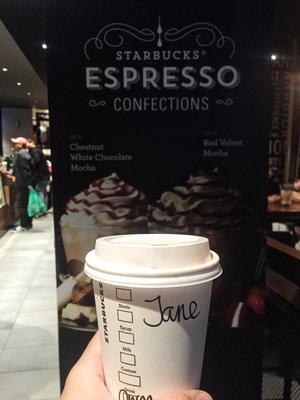 STARBUCKS®
ESPRESSO
CONFECTIONS
NEW
Chestnut
White Chocolate
Mocha
NEW
Red Velvet
Mocha
STARBUCKS
Jane
Shots
Syrup
Milk
Custom
Drink